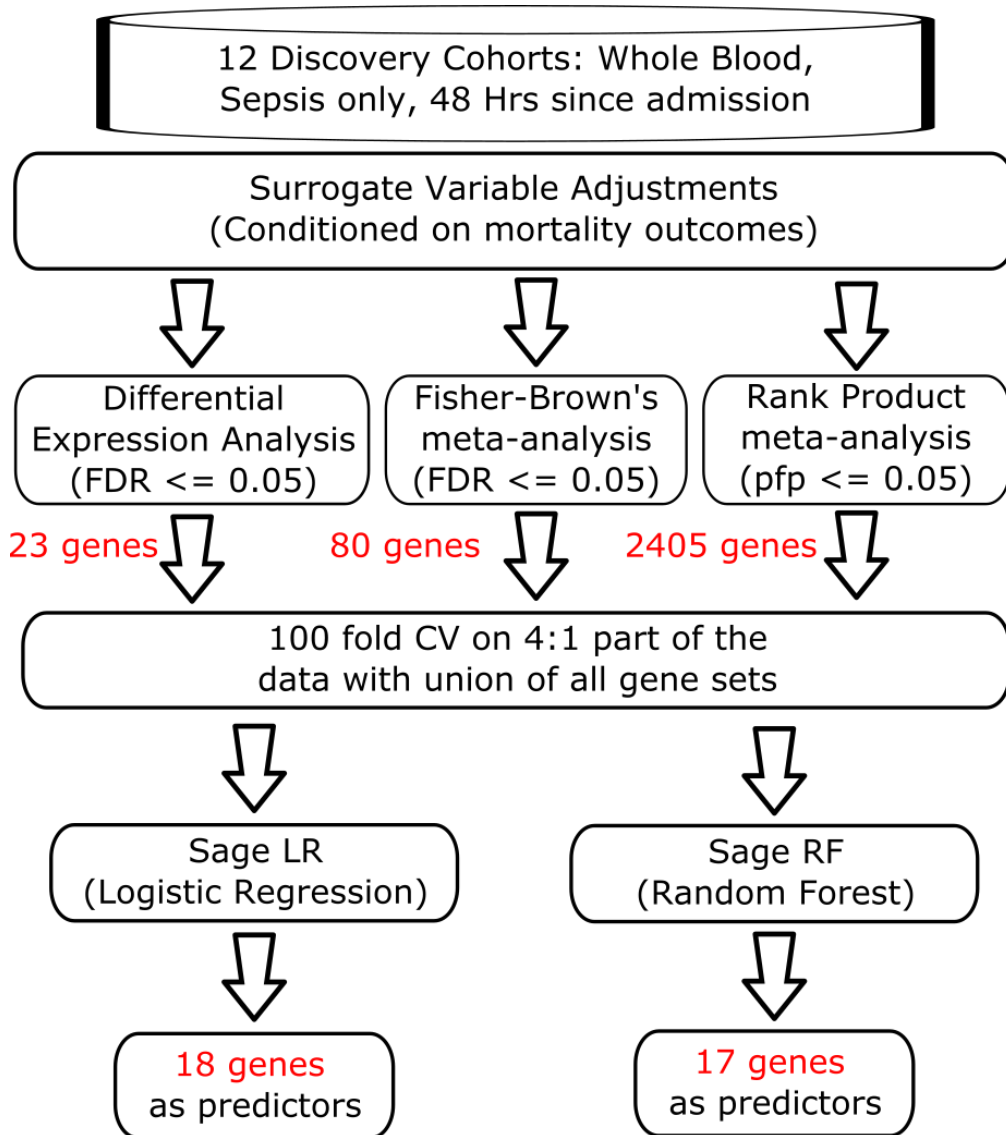 12 Discovery Cohorts: Whole Blood,
Sepsis only, 48 Hrs since admission
Surrogate Variable Adjustments
(Conditioned on mortality outcomes)
Differential
Expression Analysis
(FDR <= 0.05)
Fisher-Brown's
meta-analysis
(FDR <= 0.05)
Rank Product
meta-analysis
(pfp <= 0.05)
23 genes
80 genes
2405 genes
100 fold CV on 4:1 part of the
data with union of all gene sets
Sage LR
(Logistic Regression)
Sage RF
(Random Forest)
18 genes
as predictors
17 genes
as predictors